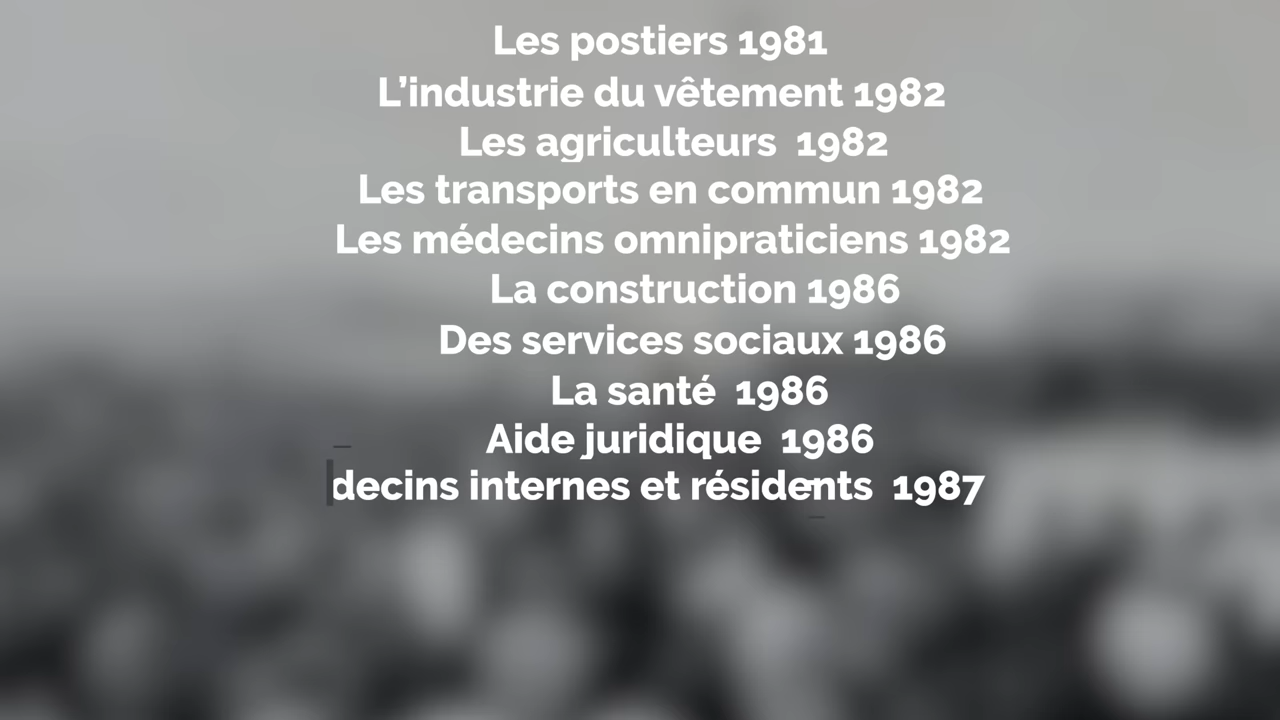 Les postiers 1981
L’industrie du vêtement 1982
Les agriculteurs 1982
Les transports en commun 1982
Les médecins omnipraticiens 1982
La construction 1986
Des services sociaux 1986
La santé 1986
Aide juridique 1986
decins internes et résidents 1987